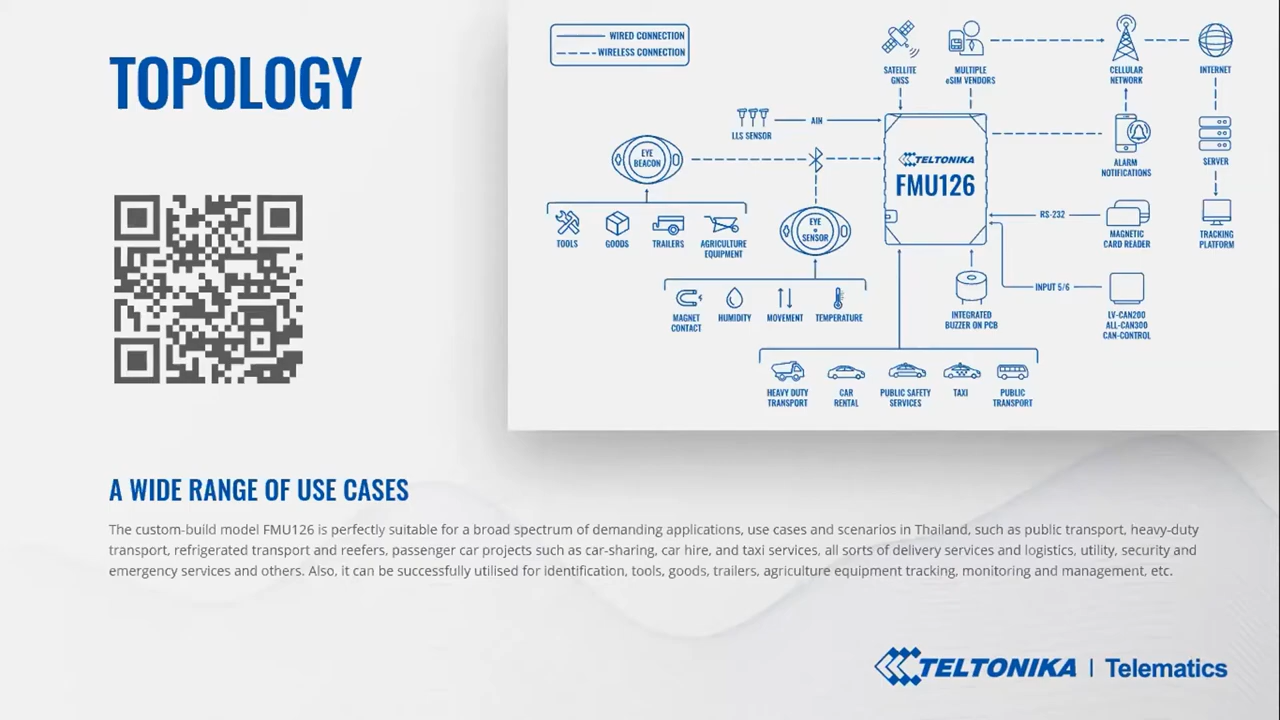 TOPOLOGY
WIRED CONNECTION
WIRELESS CONNECTION
SATELLITE
GNSS
MULTIPLE
eSIM VENDORS
CELLULAR
NETWORK
INTERNET
LLS SENSOR
AIN
EYE
BEACON
TELTONIKA
FMU126
ALARM
NOTIFICATIONS
SERVER
TOOLS
GOODS
TRAILERS
AGRICULTURE
EQUIPMENT
EYE
SENSOR
RS-232
MAGNETIC
CARD READER
TRACKING
PLATFORM
MAGNET
CONTACT
HUMIDITY
MOVEMENT
TEMPERATURE
INTEGRATED
BUZZER ON PCB
INPUT 5/6
LV-CAN200
ALL-CAN300
CAN-CONTROL
HEAVY DUTY
TRANSPORT
CAR
RENTAL
PUBLIC SAFETY
SERVICES
TAXI
PUBLIC
TRANSPORT
A WIDE RANGE OF USE CASES
The custom-build model FMU126 is perfectly suitable for a broad spectrum of demanding applications, use cases and scenarios in Thailand, such as public transport, heavy-duty
transport, refrigerated transport and reefers, passenger car projects such as car-sharing, car hire, and taxi services, all sorts of delivery services and logistics, utility, security and
emergency services and others. Also, it can be successfully utilised for identification, tools, goods, trailers, agriculture equipment tracking, monitoring and management, etc.
TELTONIKA | Telematics